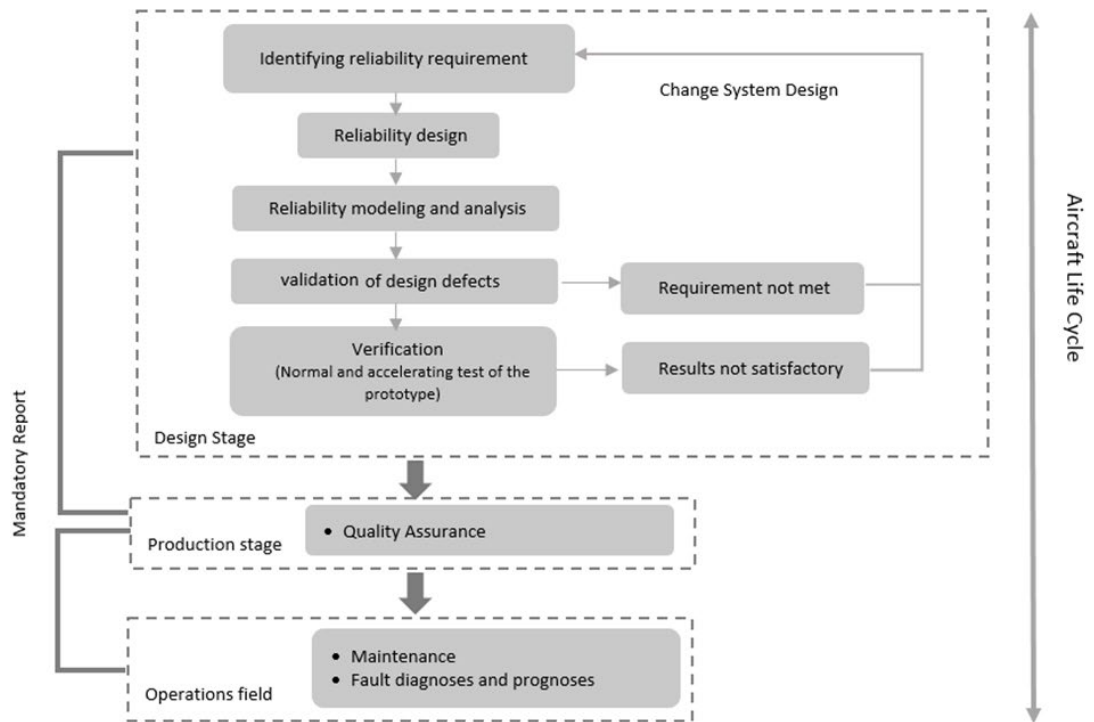 Identifying reliability requirement
Change System Design
Reliability design
Reliability modeling and analysis
validation of design defects
Requirement not met
Verification
(Normal and accelerating test of the
prototype)
Results not satisfactory
Design Stage
Mandatory Report
Aircraft Life Cycle
• Quality Assurance
Production stage
• Maintenance
• Fault diagnoses and prognoses
Operations field